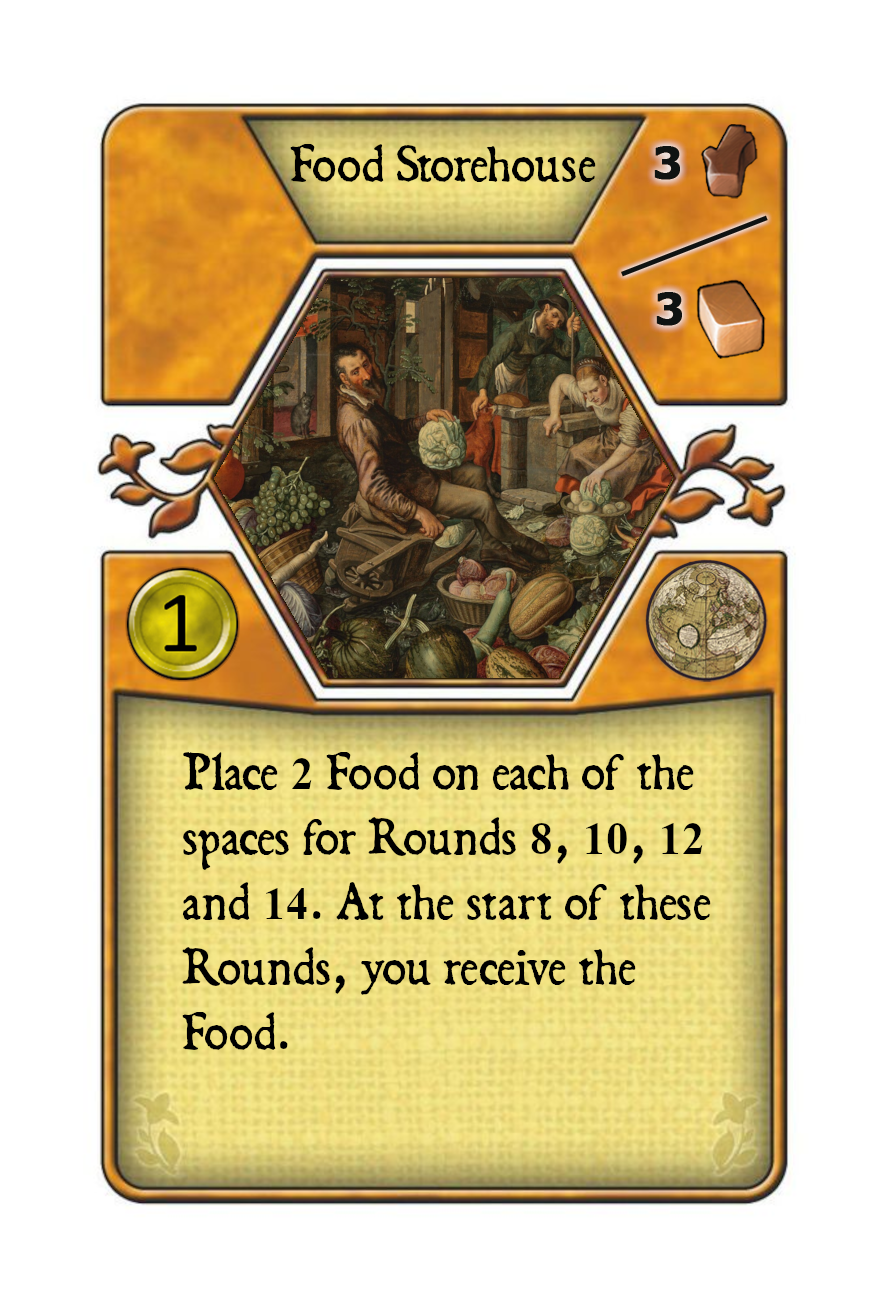 Food Storehouse
3
3
1
Place 2 Food on each of the
spaces for Rounds 8, 10, 12
and 14. At the start of these
Rounds, you receive the
Food.